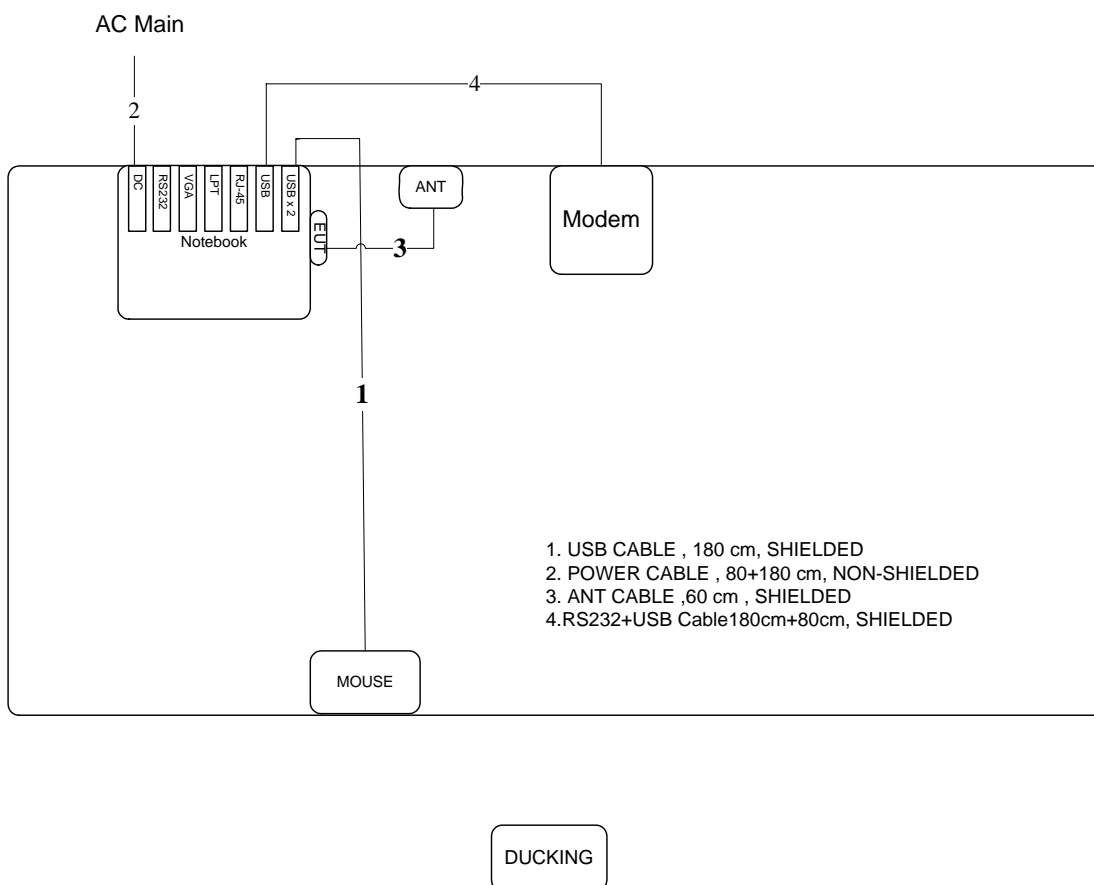 AC Main
2
4
DC
RS232
VGA
LPT
RJ-45
USB
USB x 2
Notebook
EUT
ANT
3
Modem
1
1. USB CABLE , 180 cm, SHIELDED
2. POWER CABLE , 80+180 cm, NON-SHIELDED
3. ANT CABLE ,60 cm , SHIELDED
4.RS232+USB Cable180cm+80cm, SHIELDED
MOUSE
DUCKING